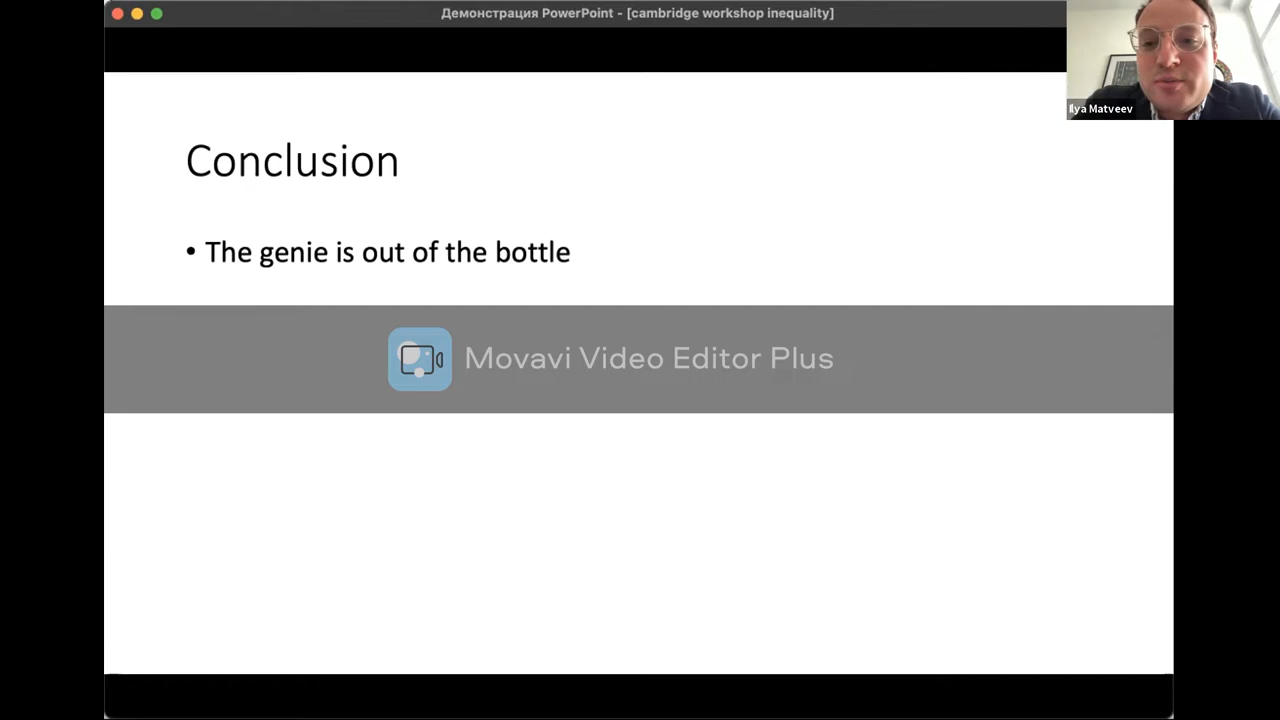 Демонстрация PowerPoint - [cambridge workshop inequality]
Ilya Matveev
Conclusion
• The genie is out of the bottle
Movavi Video Editor Plus